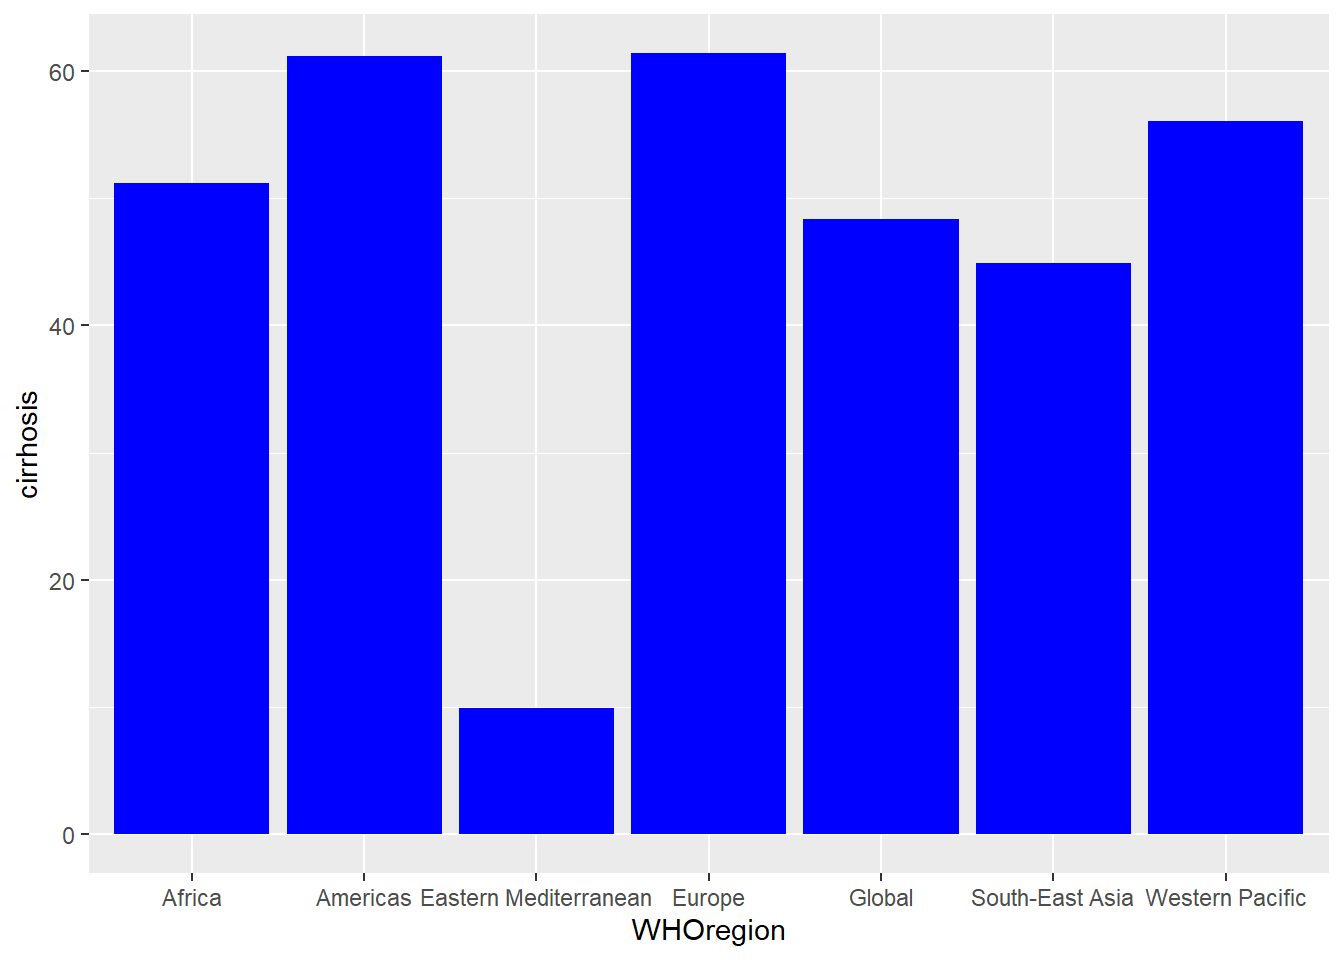 60
40
20
0
cirrhosis
Africa Americas Eastern Mediterranean Europe Global South-East Asia Western Pacific
WHOregion